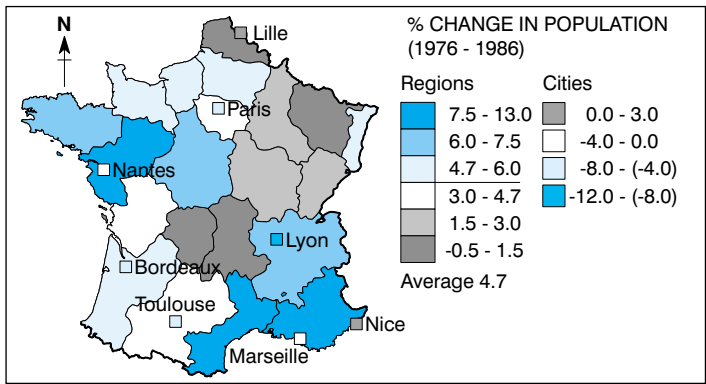 % CHANGE IN POPULATION
(1976 - 1986)
N
Lille
Paris
Nantes
Lyon
Bordeaux
Toulouse
Nice
Marseille
Regions
7.5 - 13.0
6.0 - 7.5
4.7 - 6.0
3.0 - 4.7
1.5 - 3.0
-0.5 - 1.5
Average 4.7
Cities
0.0 - 3.0
-4.0 - 0.0
-8.0 - (-4.0)
-12.0 - (-8.0)